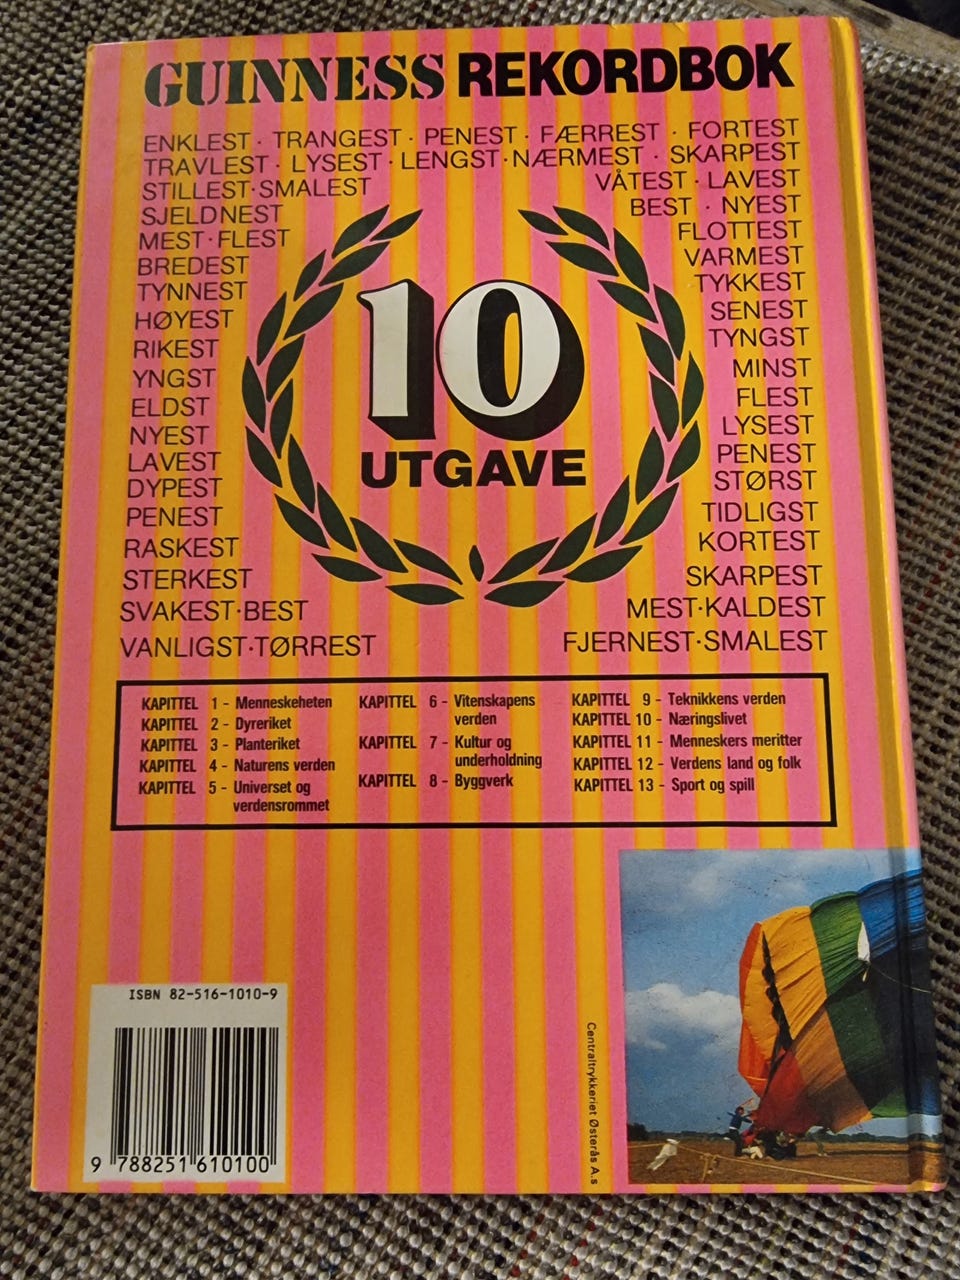 GUINNESS REKORDBOK
ENKLEST · TRANGEST · PENEST · FÆRREST · FORTEST
TRAVLEST · LYSEST · LENGST · NÆRMEST · SKARPEST
STILLEST · SMALEST
VÅTEST · LAVEST
SJELDNEST
BEST · NYEST
MEST · FLEST
FLOTTEST
BREDEST
VARMEST
TYNNEST
TYKKEST
HØYEST
SENEST
RIKEST
TYNGST
YNGST
MINST
ELDST
FLEST
NYEST
LYSEST
LAVEST
PENEST
DYPEST
STØRST
PENEST
TIDLIGST
RASKEST
KORTEST
STERKEST
SKARPEST
SVAKEST · BEST
MEST · KALDEST
VANLIGST · TØRREST
FJERNEST · SMALEST
10
UTGAVE
KAPITTEL 1 - Menneskeheten
KAPITTEL 2 - Dyreriket
KAPITTEL 3 - Planteriket
KAPITTEL 4 - Naturens verden
KAPITTEL 5 - Universet og
verdensrommet
KAPITTEL 6 - Vitenskapens
verden
KAPITTEL 7 - Kultur og
underholdning
KAPITTEL 8 - Byggverk
KAPITTEL 9 - Teknikkens verden
KAPITTEL 10 - Næringslivet
KAPITTEL 11 - Menneskers meritter
KAPITTEL 12 - Verdens land og folk
KAPITTEL 13 - Sport og spill
ISBN 82-516-1010-9
9 788251 610100
Centraltrykkeriet Østerås A.s